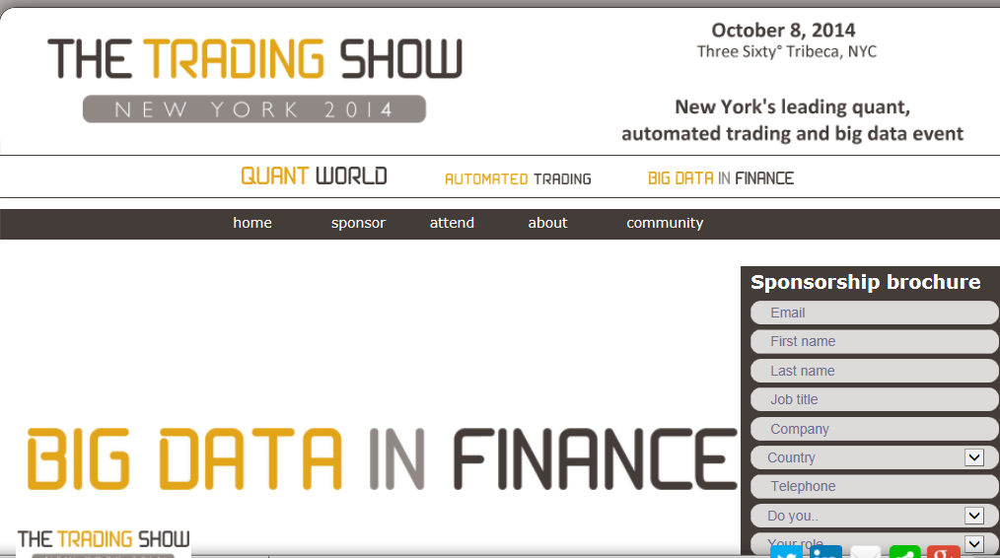 THE TRADING SHOW
NEW YORK 2014
October 8, 2014
Three Sixty° Tribeca, NYC
New York's leading quant,
automated trading and big data event
QUANT WORLD
AUTOMATED TRADING
BIG DATA IN FINANCE
home sponsor attend about community
Sponsorship brochure
Email
First name
Last name
Job title
Company
Country
Telephone
Do you..
Your role
BIG DATA IN FINANCE
THE TRADING SHOW